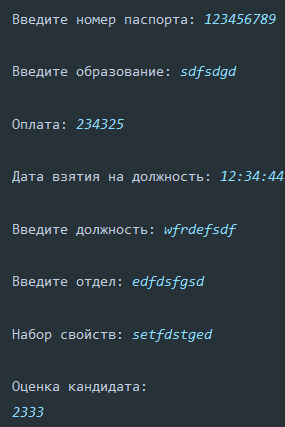 Введите номер паспорта: 123456789
Введите образование: sdfsdgd
Оплата: 234325
Дата взятия на должность: 12:34:44
Введите должность: wfrdefsdf
Введите отдел: edfdsfgsd
Набор свойств: setfdstged
Оценка кандидата:
2333